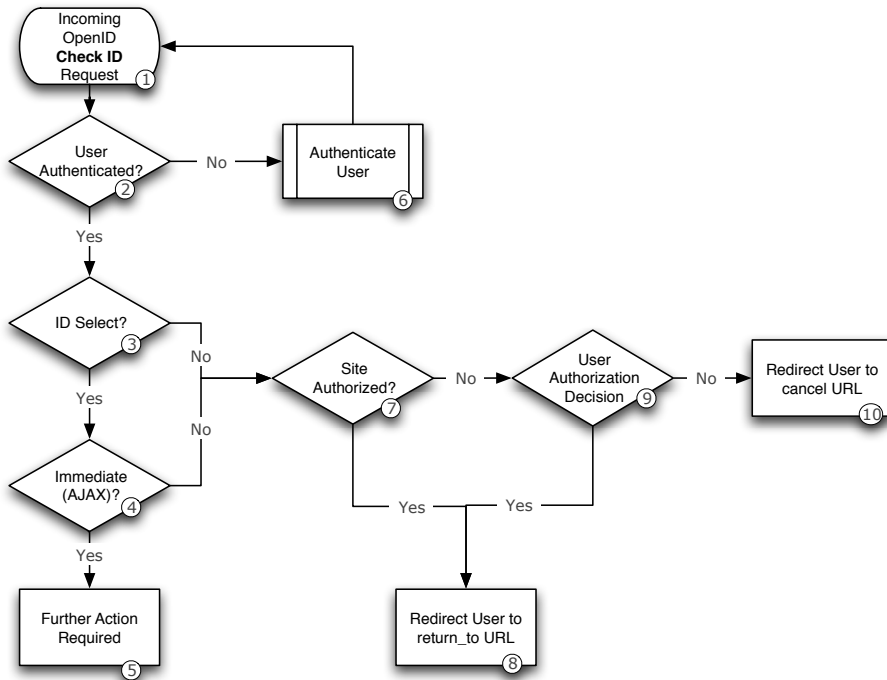 Incoming
OpenID
Check ID
Request
1
User
Authenticated?
2
No
Authenticate
User
6
Yes
ID Select?
3
No
Yes
No
Immediate
(AJAX)?
4
Yes
Further Action
Required
5
Site
Authorized?
7
No
User
Authorization
Decision
9
No
Redirect User to
cancel URL
10
Yes
Yes
Redirect User to
return_to URL
8